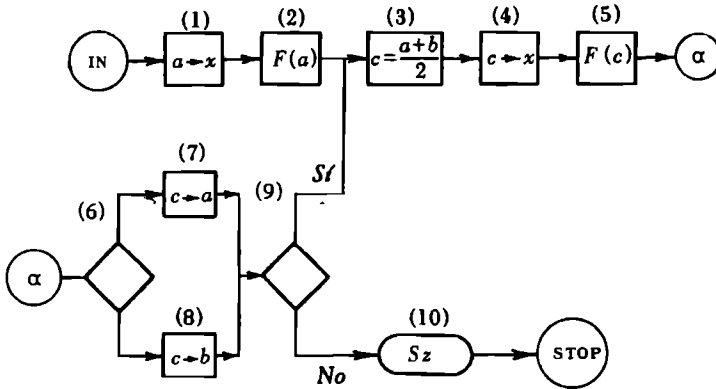 (1) (2) (3) (4) (5)
IN a→x F(a) c = a+b/2 c→x F(c) α
(7)
Sí
(6) c→a (9)
α
(8) (10)
c→b Sz STOP
No